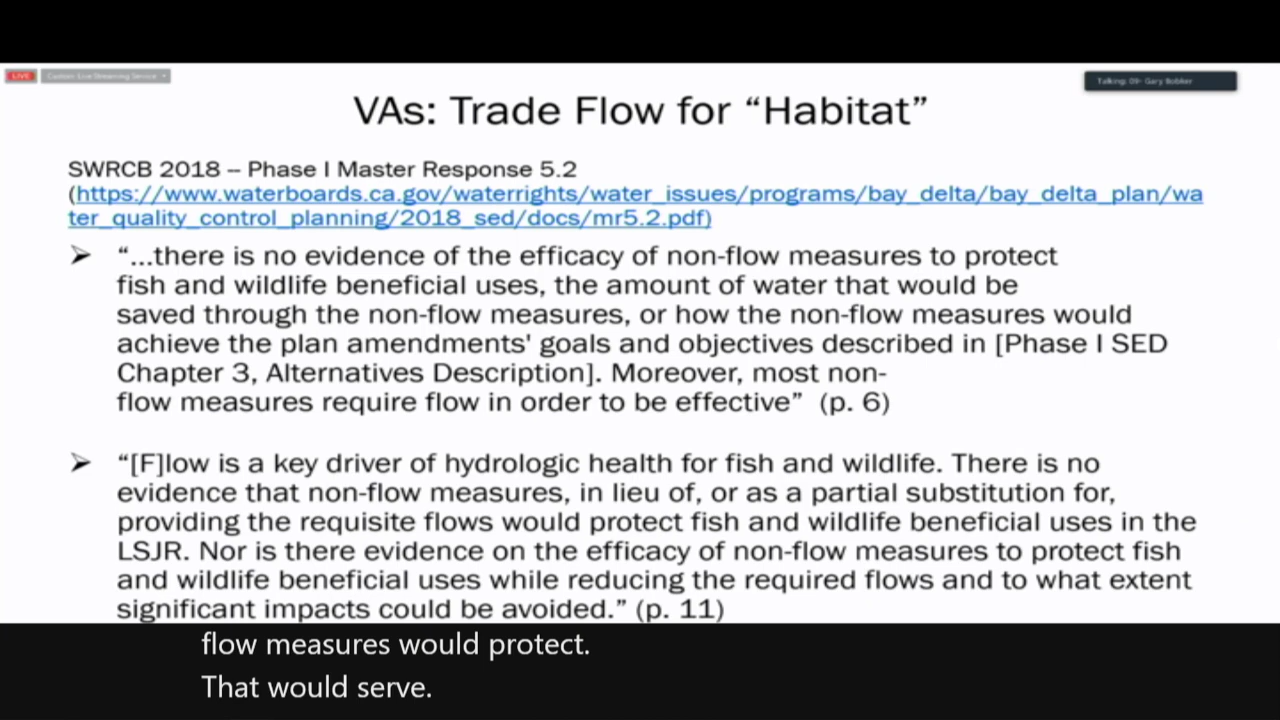 LIVE Custom Live Streaming Service
Talking: 09- Gary Bobker
VAs: Trade Flow for “Habitat”
SWRCB 2018 – Phase I Master Response 5.2
(https://www.waterboards.ca.gov/waterrights/water_issues/programs/bay_delta/bay_delta_plan/wa
ter_quality_control_planning/2018_sed/docs/mr5.2.pdf)
➢ “...there is no evidence of the efficacy of non-flow measures to protect
fish and wildlife beneficial uses, the amount of water that would be
saved through the non-flow measures, or how the non-flow measures would
achieve the plan amendments' goals and objectives described in [Phase I SED
Chapter 3, Alternatives Description]. Moreover, most non-
flow measures require flow in order to be effective” (p. 6)
➢ “[F]low is a key driver of hydrologic health for fish and wildlife. There is no
evidence that non-flow measures, in lieu of, or as a partial substitution for,
providing the requisite flows would protect fish and wildlife beneficial uses in the
LSJR. Nor is there evidence on the efficacy of non-flow measures to protect fish
and wildlife beneficial uses while reducing the required flows and to what extent
significant impacts could be avoided.” (p. 11)
flow measures would protect.
That would serve.